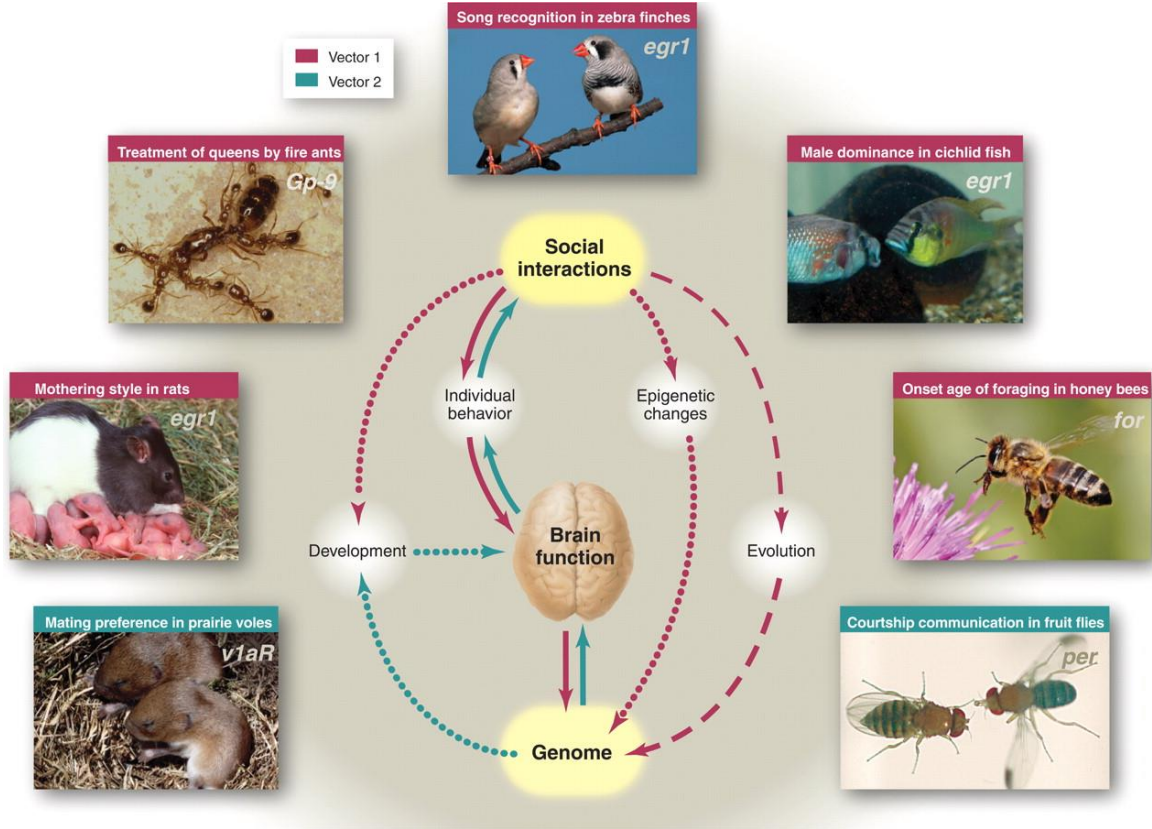 Song recognition in zebra finches
egr1
Vector 1
Vector 2
Treatment of queens by fire ants
Gp-9
Male dominance in cichlid fish
egr1
Social
interactions
Mothering style in rats
egr1
Individual
behavior
Epigenetic
changes
Onset age of foraging in honey bees
for
Development
Brain
function
Evolution
Mating preference in prairie voles
v1aR
Courtship communication in fruit flies
per
Genome